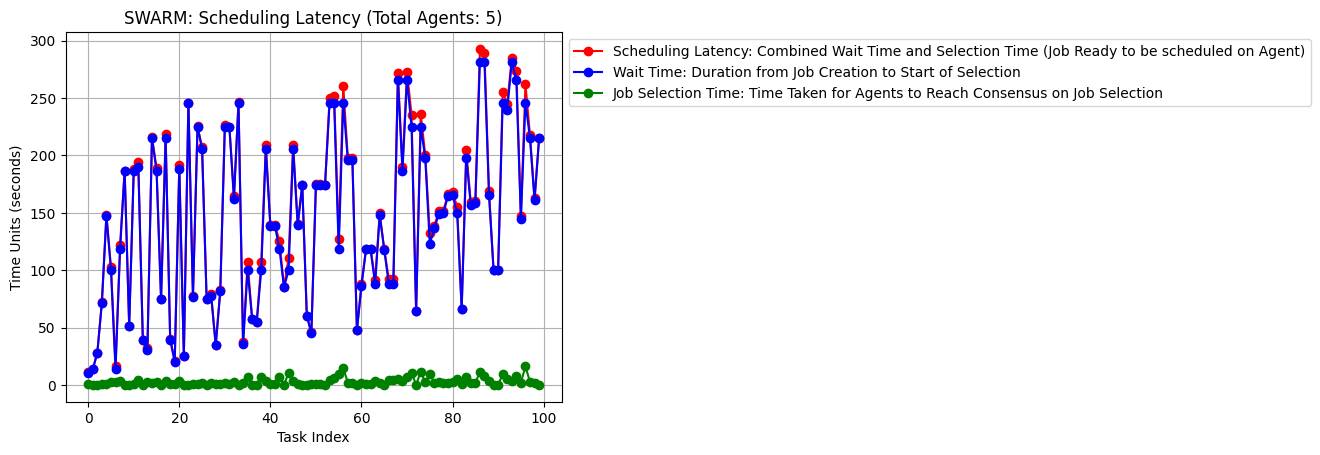 SWARM: Scheduling Latency (Total Agents: 5)
Scheduling Latency: Combined Wait Time and Selection Time (Job Ready to be scheduled on Agent)
Wait Time: Duration from Job Creation to Start of Selection
Job Selection Time: Time Taken for Agents to Reach Consensus on Job Selection
Time Units (seconds)
300
250
200
150
100
50
0
0 20 40 60 80 100
Task Index